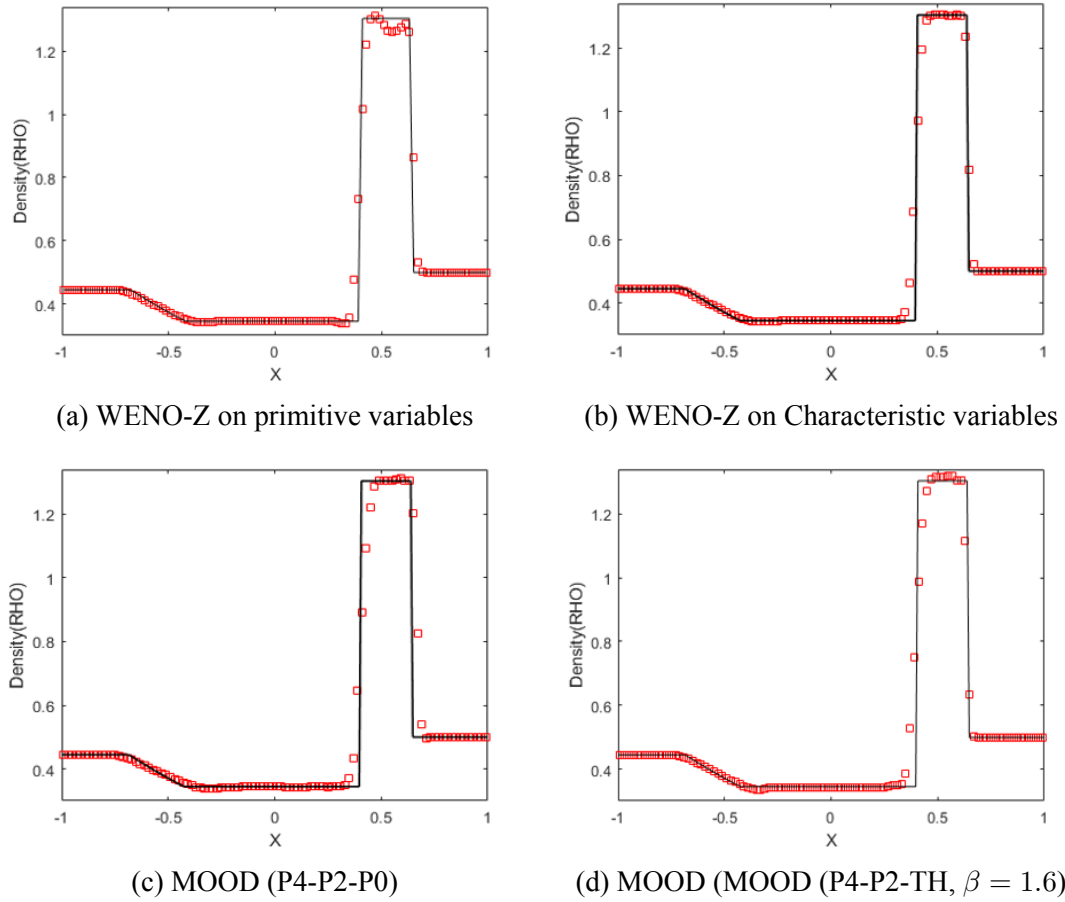 1.2
1
0.8
0.6
0.4
-1 -0.5 0 0.5 1
X
Density(RHO)
(a) WENO-Z on primitive variables
1.2
1
0.8
0.6
0.4
-1 -0.5 0 0.5 1
X
Density(RHO)
(b) WENO-Z on Characteristic variables
1.2
1
0.8
0.6
0.4
-1 -0.5 0 0.5 1
X
Density(RHO)
(c) MOOD (P4-P2-P0)
1.2
1
0.8
0.6
0.4
-1 -0.5 0 0.5 1
X
Density(RHO)
(d) MOOD (MOOD (P4-P2-TH, β = 1.6)